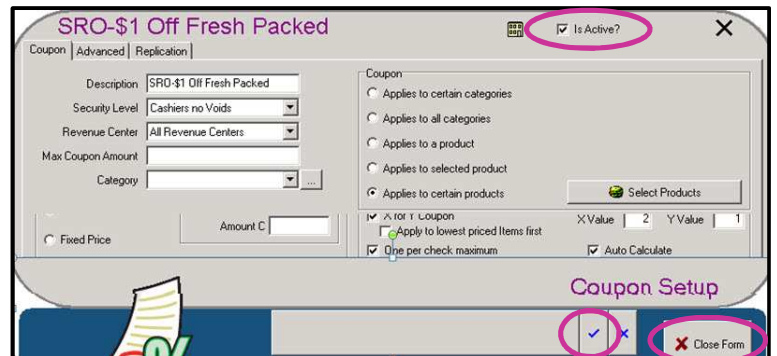 SRO-$1 Off Fresh Packed
Is Active?
Coupon Advanced Replication
Description SRO-$1 Off Fresh Packed
Security Level Cashiers no Voids
Revenue Center All Revenue Centers
Max Coupon Amount
Category ...
Coupon
Applies to certain categories
Applies to all categories
Applies to a product
Applies to selected product
Applies to certain products
Select Products
Amount C
Fixed Price
X for Y Coupon
X Value 2 Y Value 1
Apply to lowest priced Items first
One per check maximum
Auto Calculate
Coupon Setup
%
Close Form